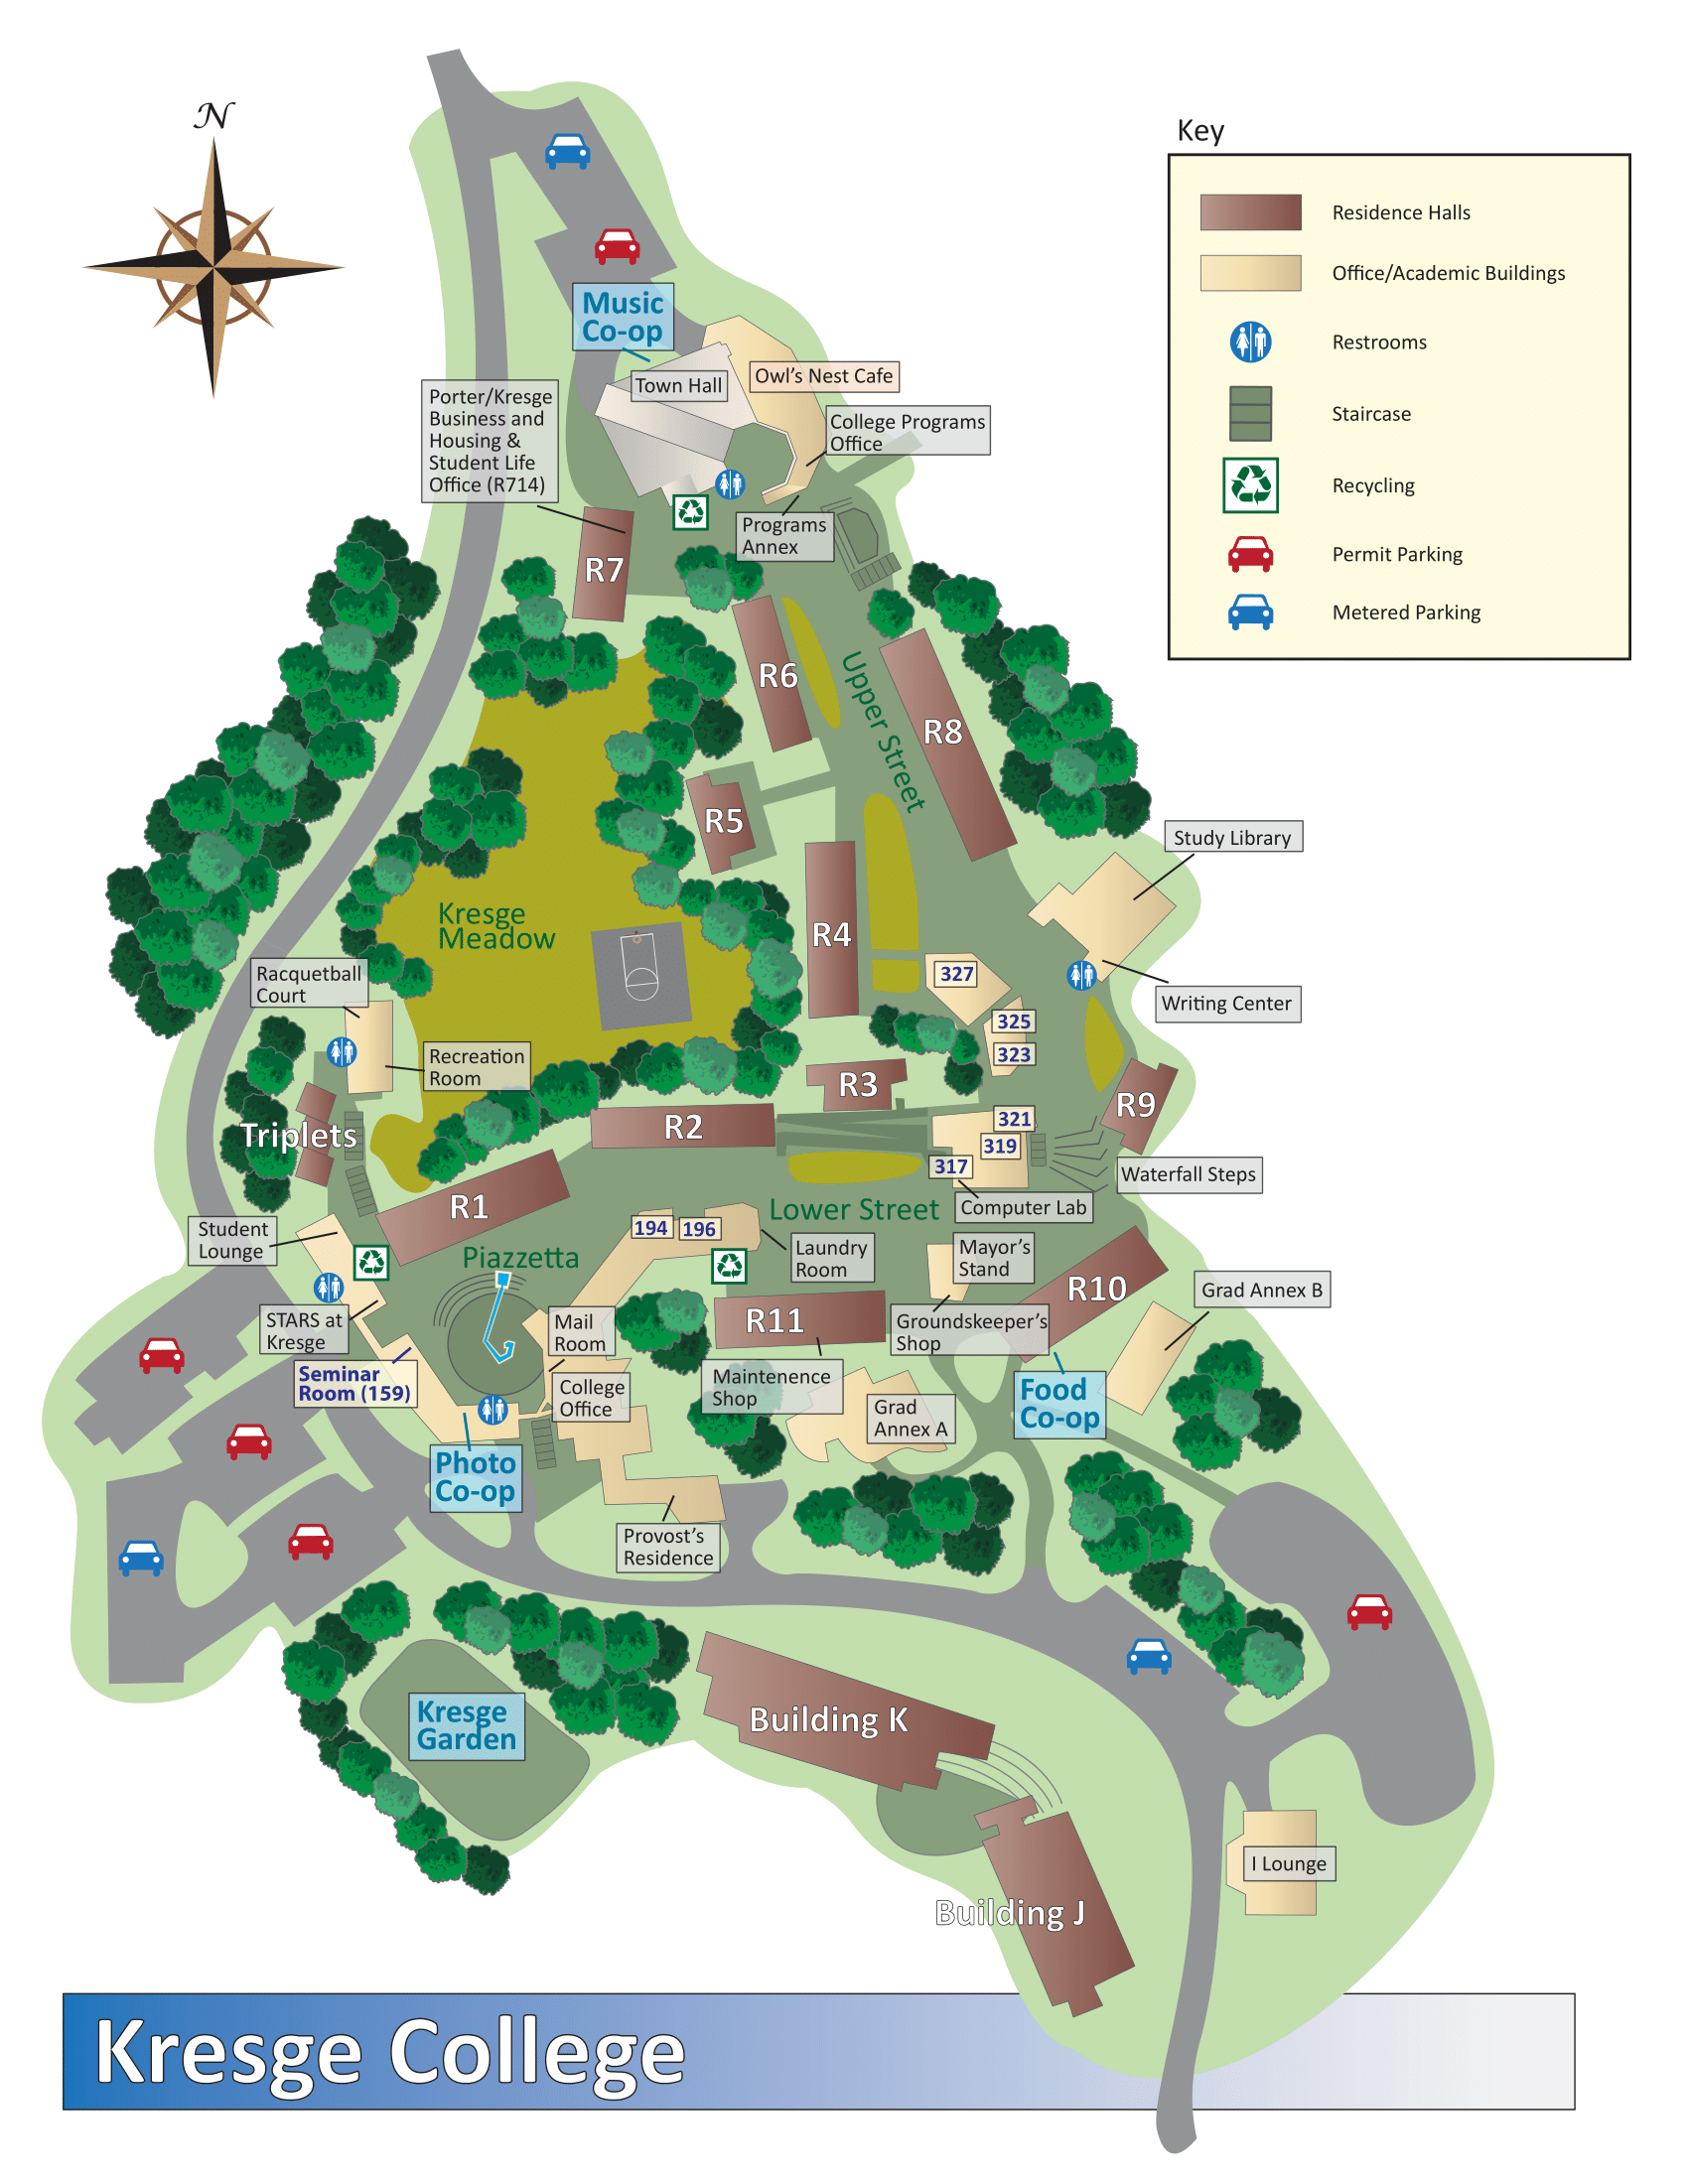 N
Key
Residence Halls
Office/Academic Buildings
Restrooms
Staircase
Recycling
Permit Parking
Metered Parking
Music
Co-op
Town Hall
Owl's Nest Cafe
College Programs
Office
Porter/Kresge
Business and
Housing &
Student Life
Office (R714)
Programs
Annex
R7
R6
Upper Street
R8
R5
Study Library
Kresge
Meadow
R4
327
Writing Center
Racquetball
Court
325
323
Recreation
Room
R3
R9
Triplets
R2
321
319
317
Waterfall Steps
Computer Lab
R1
Lower Street
Student
Lounge
194
196
Laundry
Room
Mayor's
Stand
Piazzetta
R10
Grad Annex B
STARS at
Kresge
Mail
Room
R11
Groundskeeper's
Shop
Seminar
Room (159)
College
Office
Maintenence
Shop
Grad
Annex A
Food
Co-op
Photo
Co-op
Provost's
Residence
Kresge
Garden
Building K
I Lounge
Building J
Kresge College